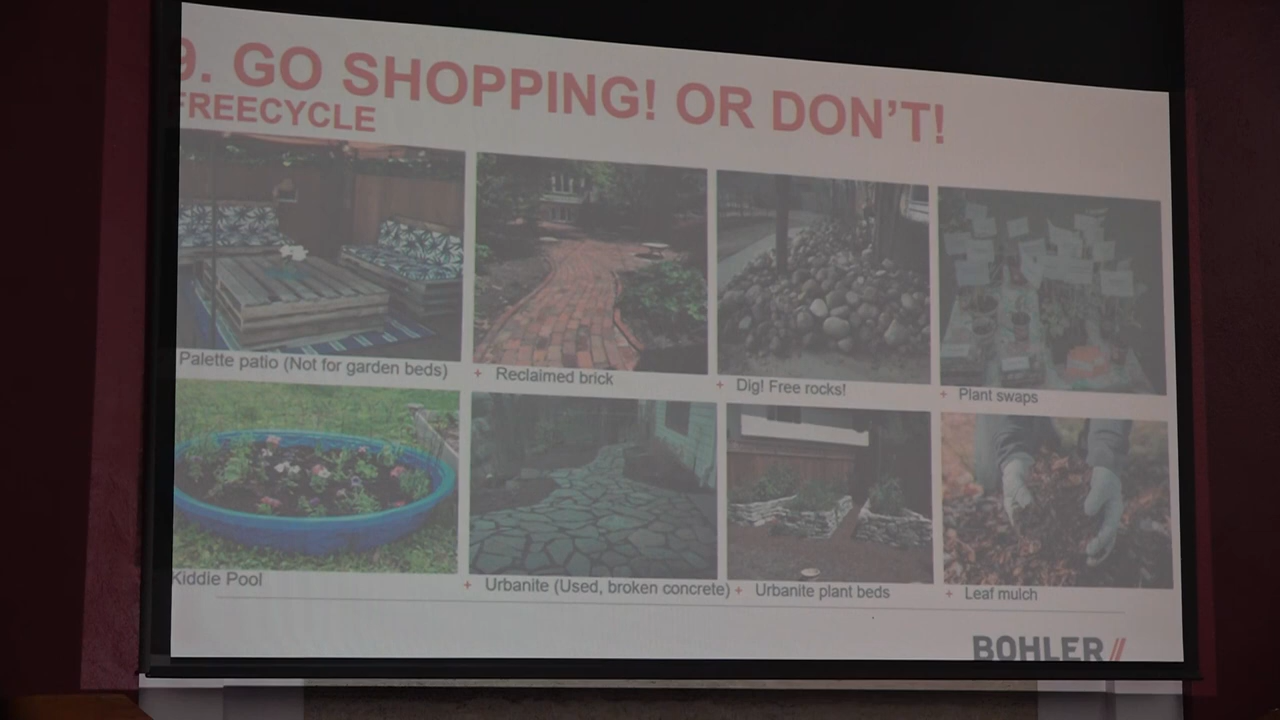 9. GO SHOPPING! OR DON'T!
FREECYCLE
Palette patio (Not for garden beds)
+ Reclaimed brick
+ Dig! Free rocks!
+ Plant swaps
Kiddie Pool
+ Urbanite (Used, broken concrete)
+ Urbanite plant beds
+ Leaf mulch
BOHLER//